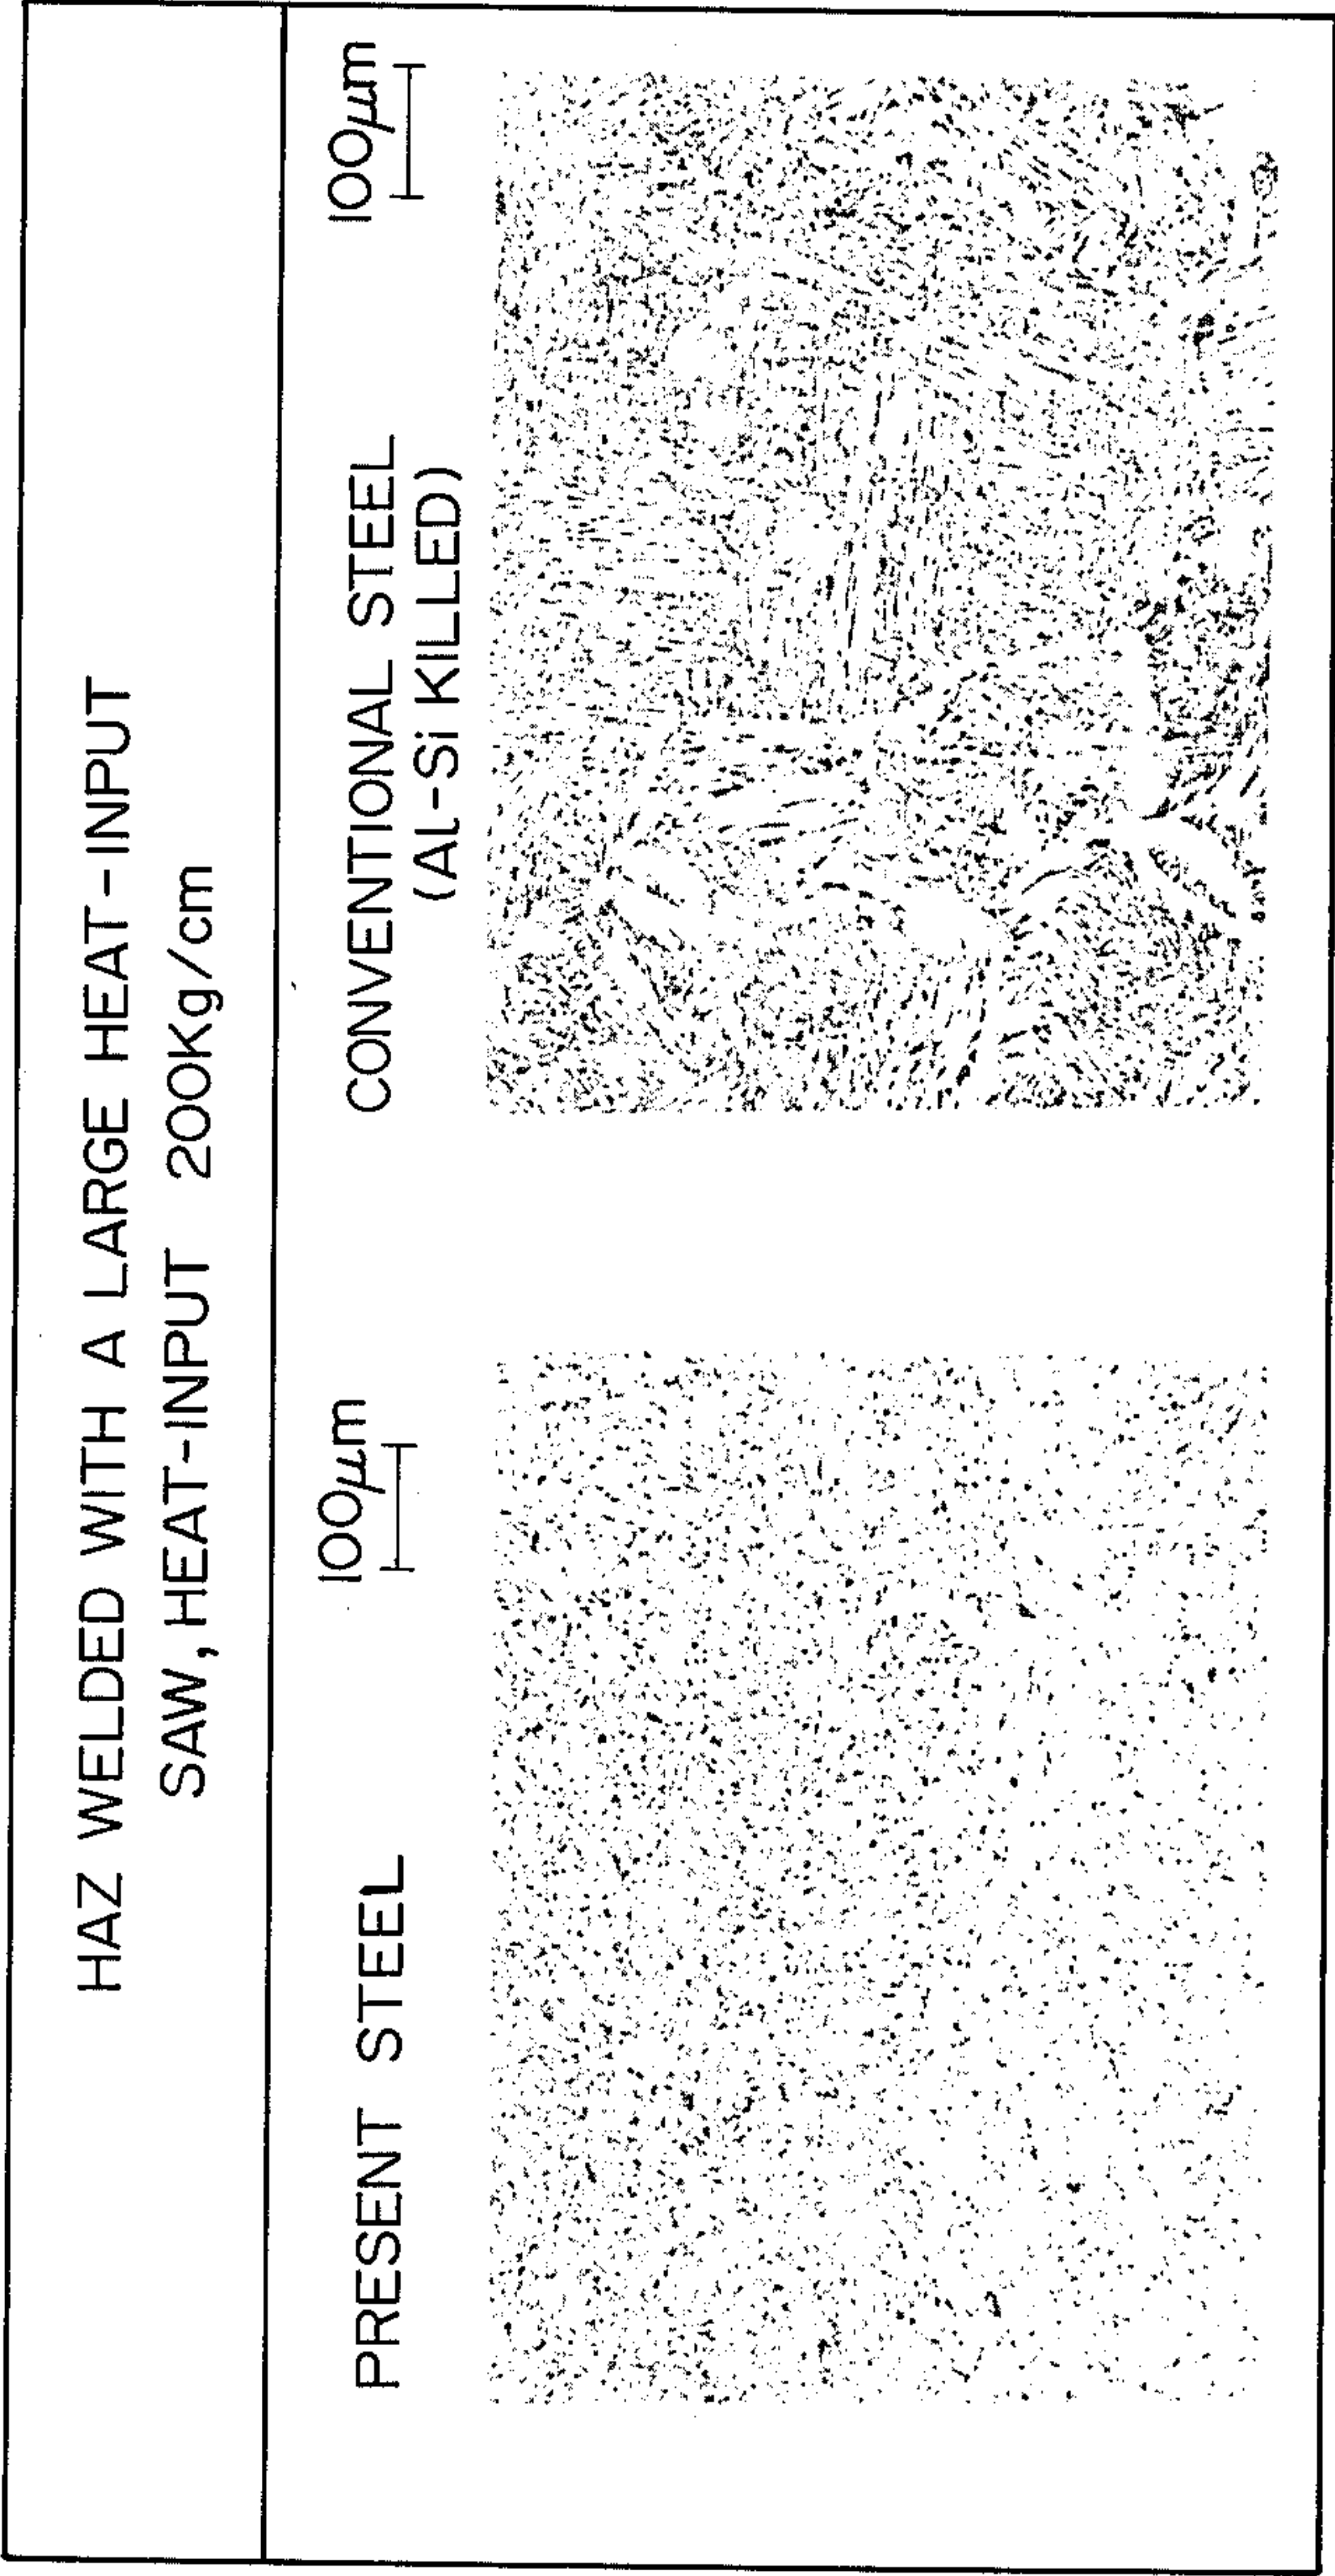 HAZ WELDED WITH A LARGE HEAT-INPUT
SAW, HEAT-INPUT 200Kg/cm
PRESENT STEEL
100μm
CONVENTIONAL STEEL
(AL-Si KILLED)
100μm